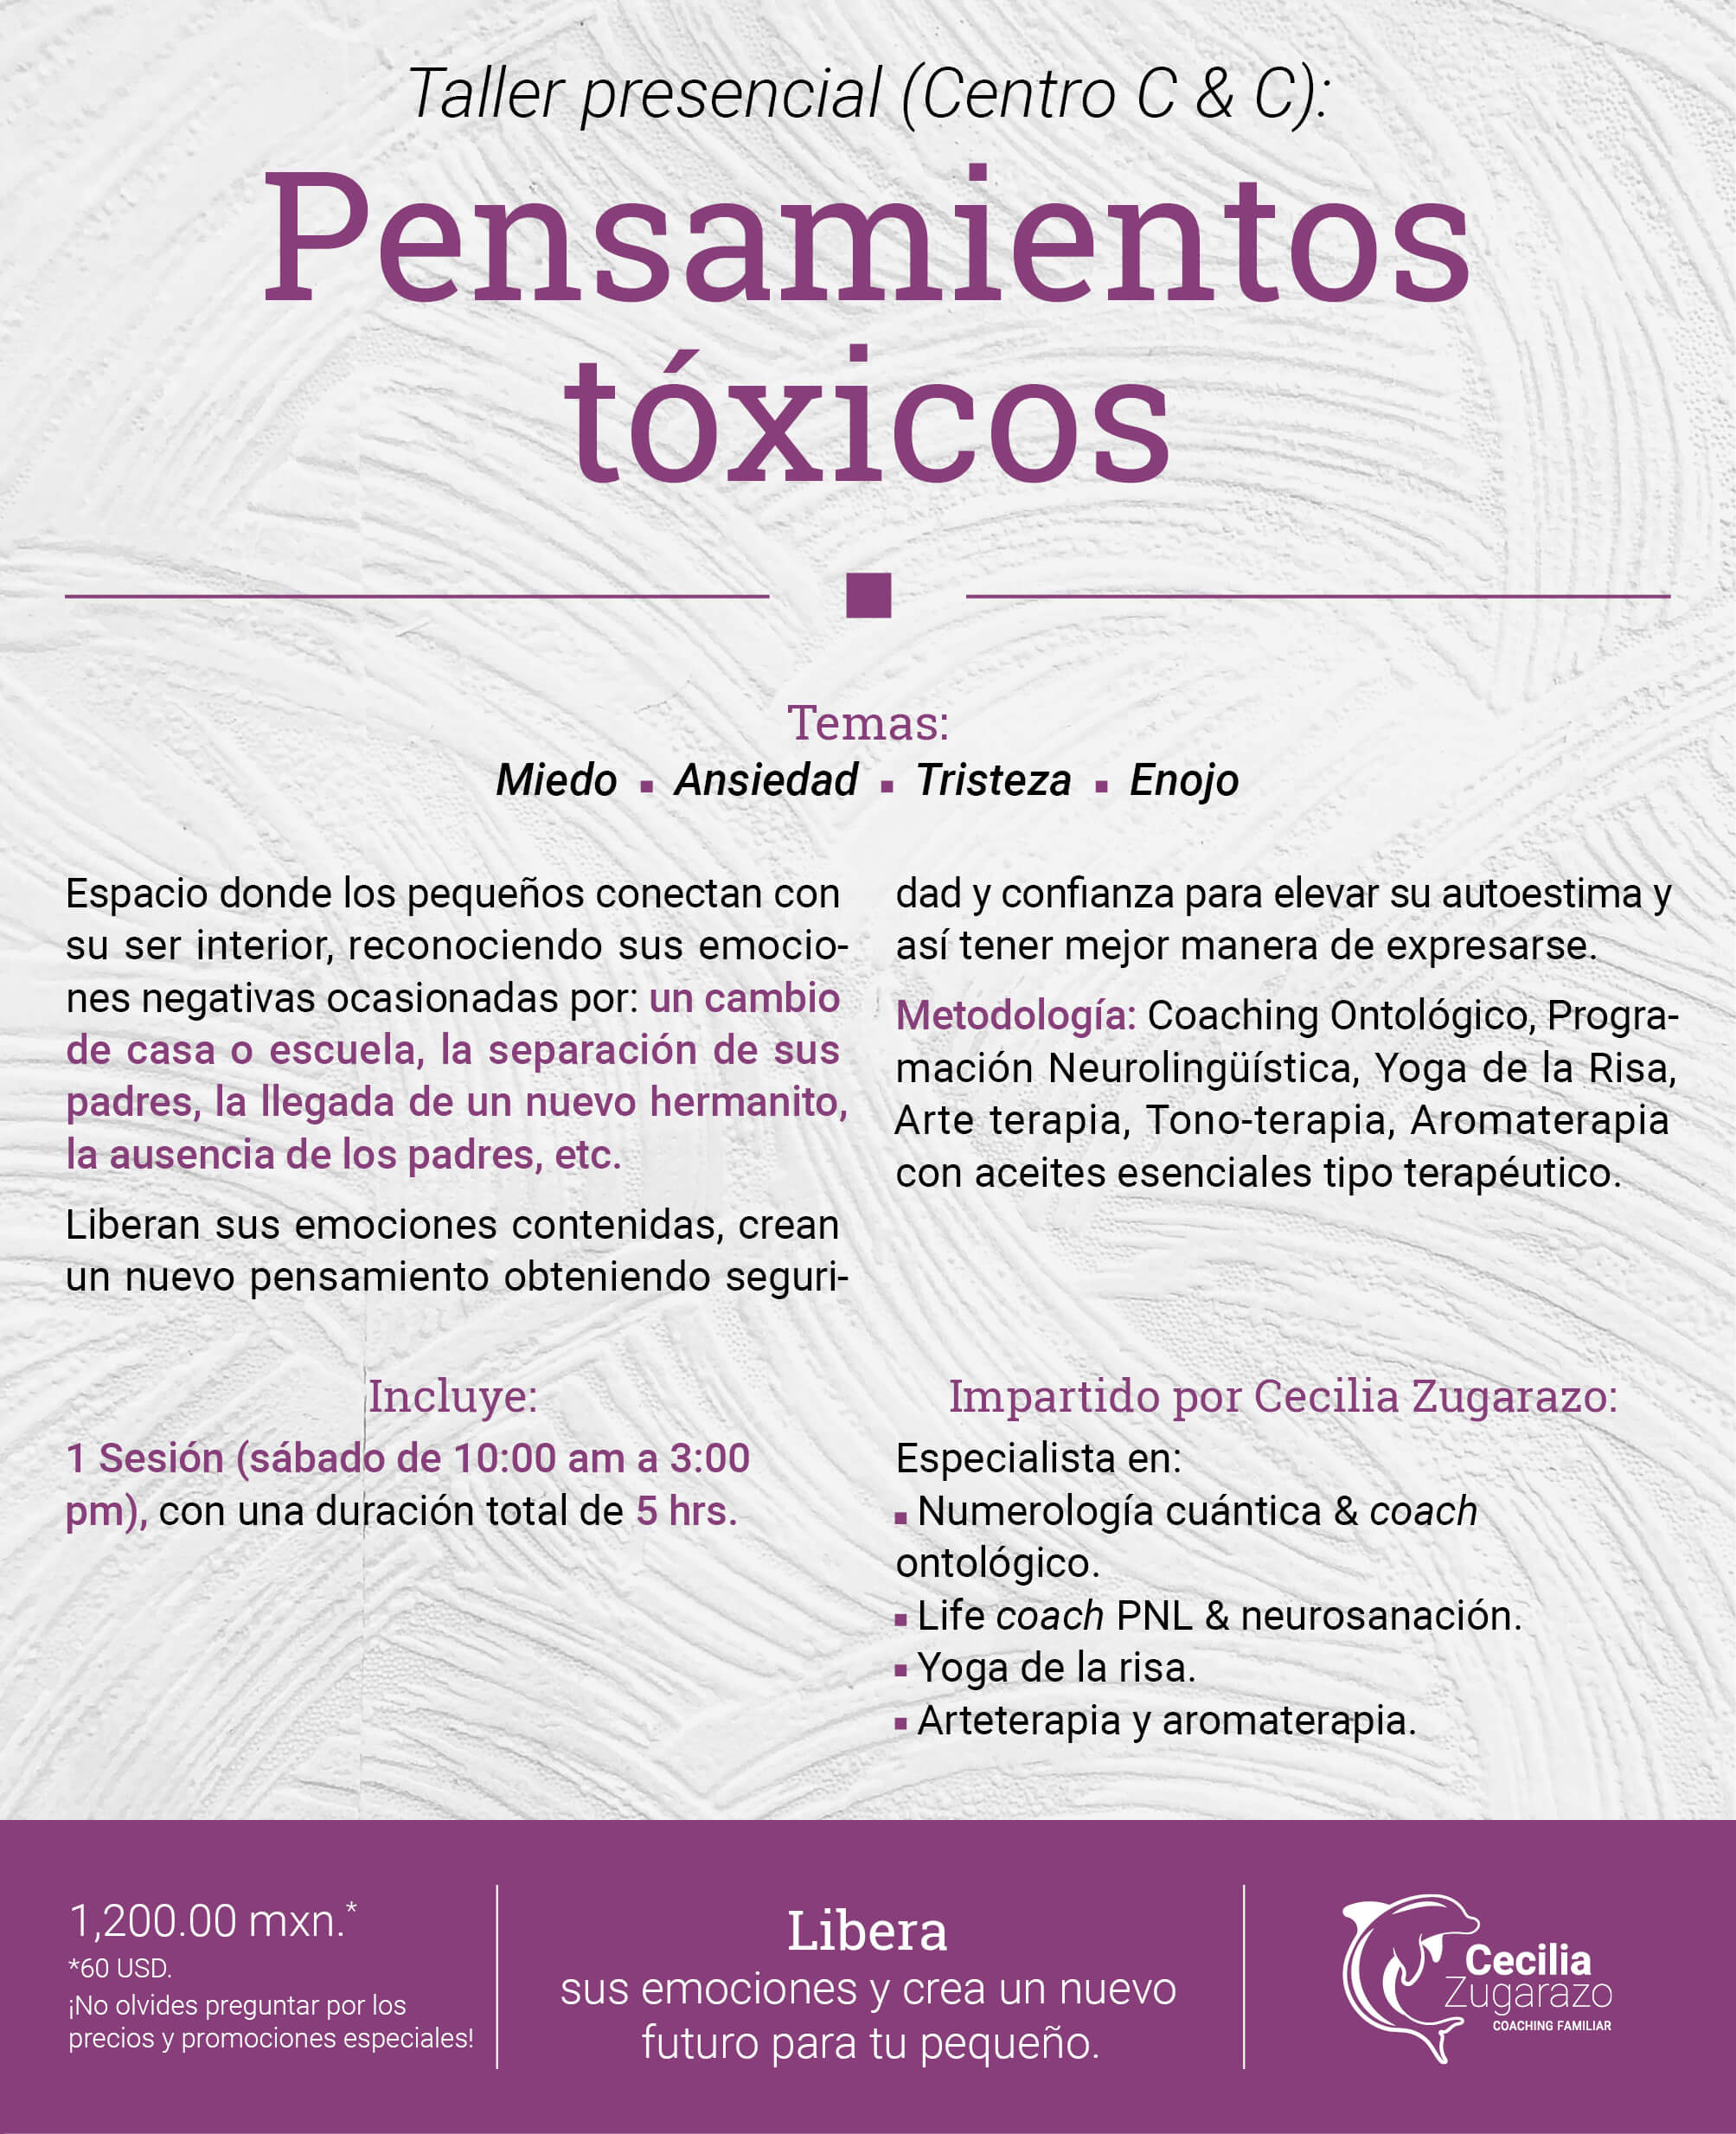 Taller presencial (Centro C & C):
Pensamientos
tóxicos
Temas:
Miedo ▪ Ansiedad ▪ Tristeza ▪ Enojo
Espacio donde los pequeños conectan con
su ser interior, reconociendo sus emocio-
nes negativas ocasionadas por: un cambio
de casa o escuela, la separación de sus
padres, la llegada de un nuevo hermanito,
la ausencia de los padres, etc.
Liberan sus emociones contenidas, crean
un nuevo pensamiento obteniendo seguri-
dad y confianza para elevar su autoestima y
así tener mejor manera de expresarse.
Metodología: Coaching Ontológico, Progra-
mación Neurolingüística, Yoga de la Risa,
Arte terapia, Tono-terapia, Aromaterapia
con aceites esenciales tipo terapéutico.
Incluye:
1 Sesión (sábado de 10:00 am a 3:00
pm), con una duración total de 5 hrs.
Impartido por Cecilia Zugarazo:
Especialista en:
▪ Numerología cuántica & coach
ontológico.
▪ Life coach PNL & neurosanación.
▪ Yoga de la risa.
▪ Arteterapia y aromaterapia.
1,200.00 mxn.*
*60 USD.
¡No olvides preguntar por los
precios y promociones especiales!
Libera
sus emociones y crea un nuevo
futuro para tu pequeño.
Cecilia
Zugarazo
COACHING FAMILIAR